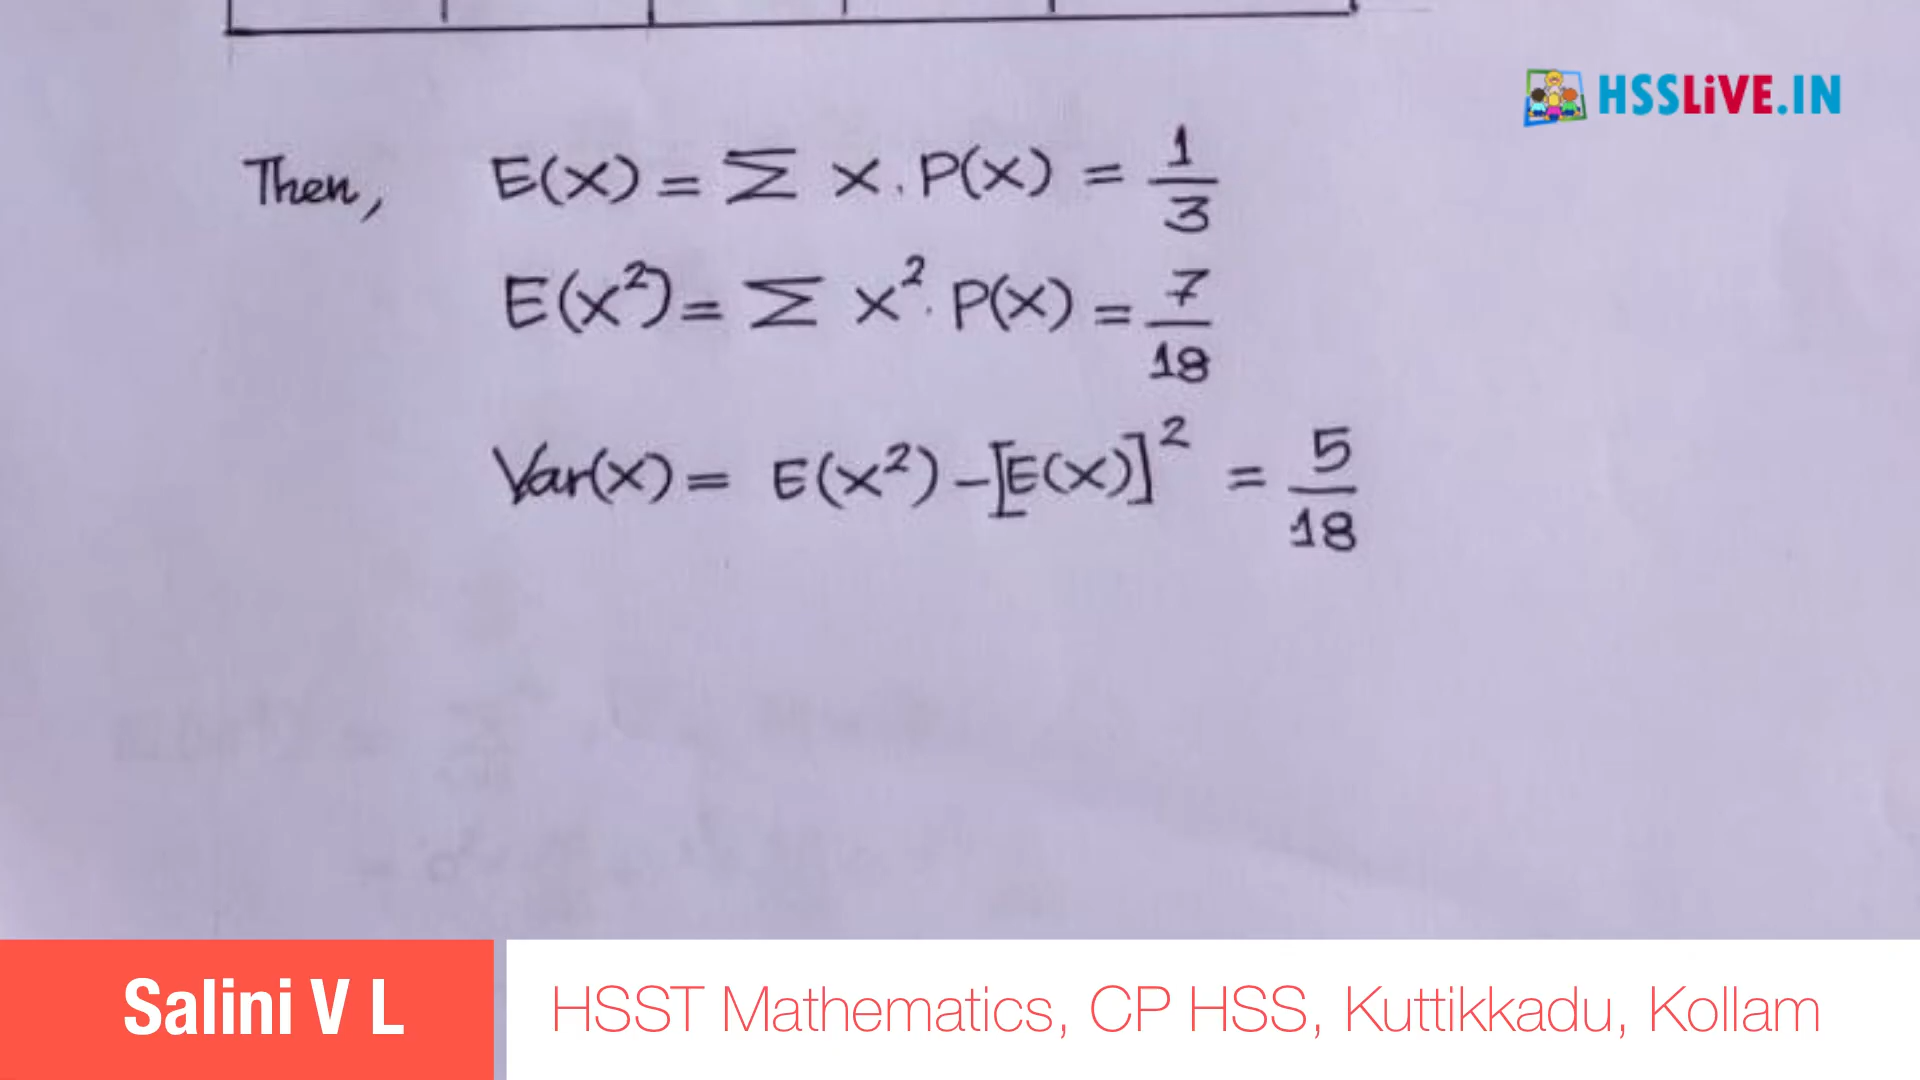 HSSLiVE.IN
Then, E(X) = Σ X . P(X) = 1/3
E(X²) = Σ X² . P(X) = 7/18
Var(X) = E(X²) - [E(X)]² = 5/18
Salini V L
HSST Mathematics, CP HSS, Kuttikkadu, Kollam